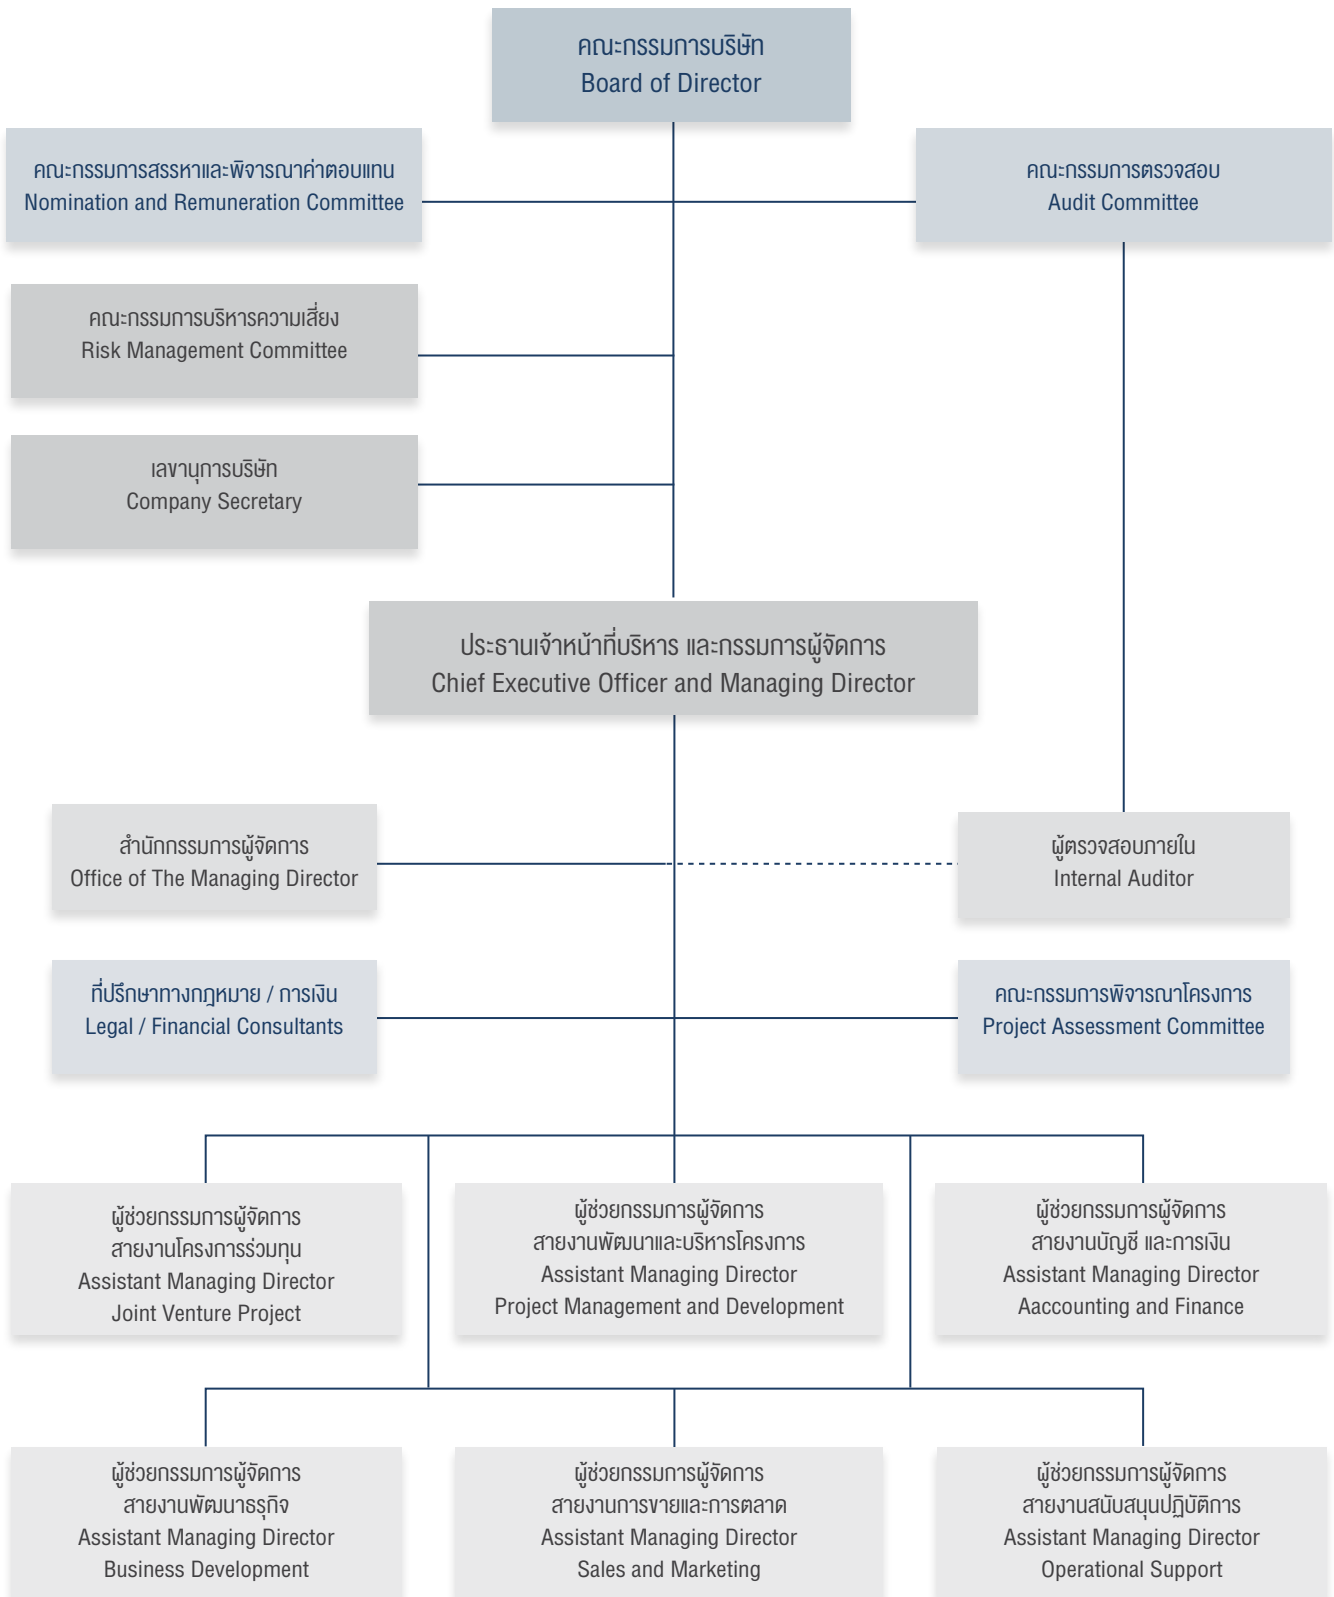 คณะกรรมการบริษัท
Board of Director
คณะกรรมการสรรหาและพิจารณาค่าตอบแทน
Nomination and Remuneration Committee
คณะกรรมการตรวจสอบ
Audit Committee
คณะกรรมการบริหารความเสี่ยง
Risk Management Committee
เลขานุการบริษัท
Company Secretary
ประธานเจ้าหน้าที่บริหาร และกรรมการผู้จัดการ
Chief Executive Officer and Managing Director
สำนักกรรมการผู้จัดการ
Office of The Managing Director
ผู้ตรวจสอบภายใน
Internal Auditor
ที่ปรึกษาทางกฎหมาย / การเงิน
Legal / Financial Consultants
คณะกรรมการพิจารณาโครงการ
Project Assessment Committee
ผู้ช่วยกรรมการผู้จัดการ
สายงานโครงการร่วมทุน
Assistant Managing Director
Joint Venture Project
ผู้ช่วยกรรมการผู้จัดการ
สายงานพัฒนาและบริหารโครงการ
Assistant Managing Director
Project Management and Development
ผู้ช่วยกรรมการผู้จัดการ
สายงานบัญชี และการเงิน
Assistant Managing Director
Aaccounting and Finance
ผู้ช่วยกรรมการผู้จัดการ
สายงานพัฒนาธรุกิจ
Assistant Managing Director
Business Development
ผู้ช่วยกรรมการผู้จัดการ
สายงานการขายและการตลาด
Assistant Managing Director
Sales and Marketing
ผู้ช่วยกรรมการผู้จัดการ
สายงานสนับสนุนปฏิบัติการ
Assistant Managing Director
Operational Support